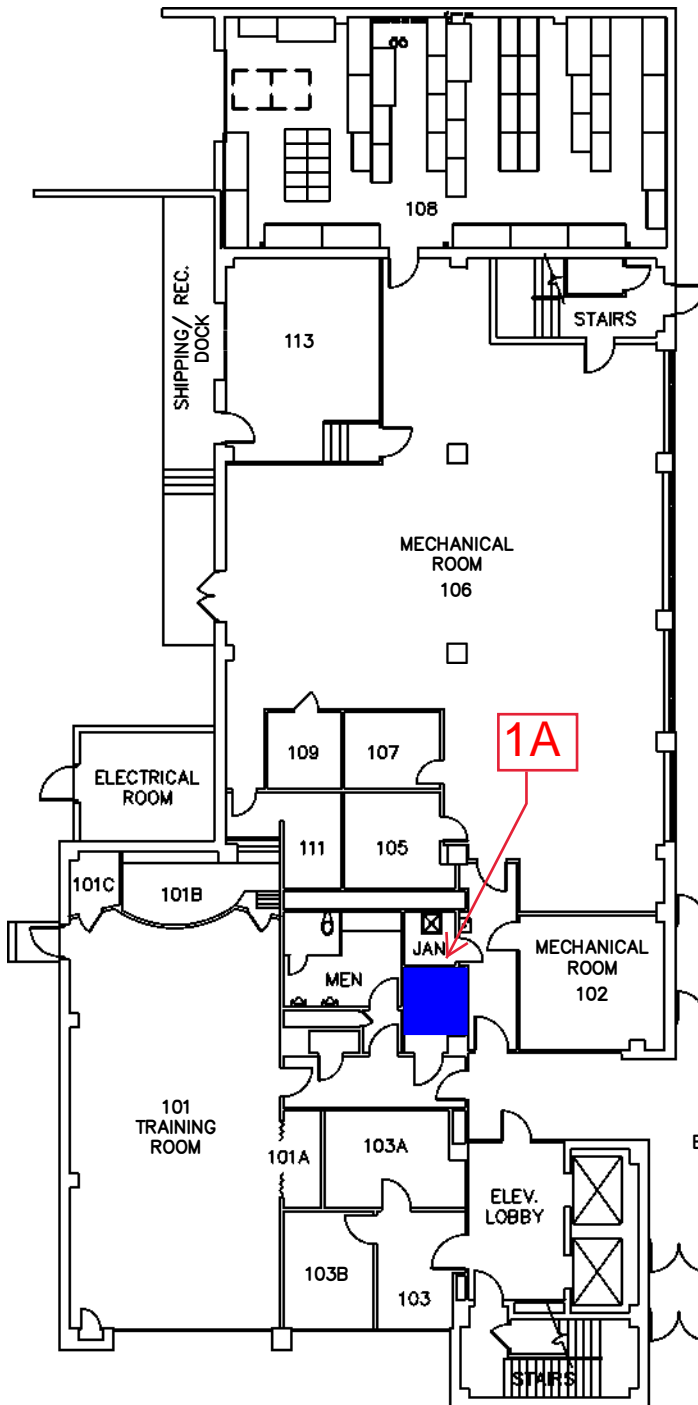 108
SHIPPING/ REC.
DOCK
113
STAIRS
MECHANICAL
ROOM
106
1A
109
107
ELECTRICAL
ROOM
111
105
101C
101B
JAN
MECHANICAL
ROOM
102
MEN
101
TRAINING
ROOM
101A
103A
E
ELEV.
LOBBY
103B
103
STAIRS